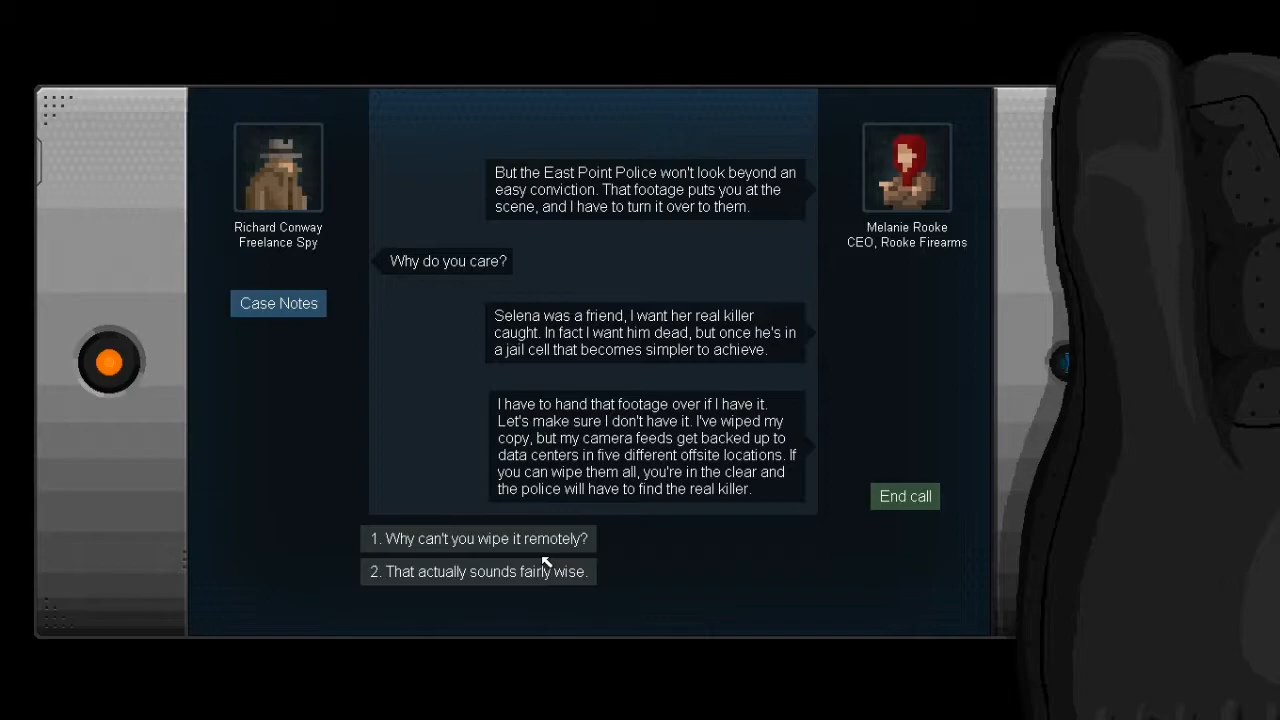 But the East Point Police won't look beyond an
easy conviction. That footage puts you at the
scene, and I have to turn it over to them.
Richard Conway
Freelance Spy
Melanie Rooke
CEO, Rooke Firearms
Why do you care?
Case Notes
Selena was a friend, I want her real killer
caught. In fact I want him dead, but once he's in
a jail cell that becomes simpler to achieve.
I have to hand that footage over if I have it.
Let's make sure I don't have it. I've wiped my
copy, but my camera feeds get backed up to
data centers in five different offsite locations. If
you can wipe them all, you're in the clear and
the police will have to find the real killer.
End call
1. Why can't you wipe it remotely?
2. That actually sounds fairly wise.